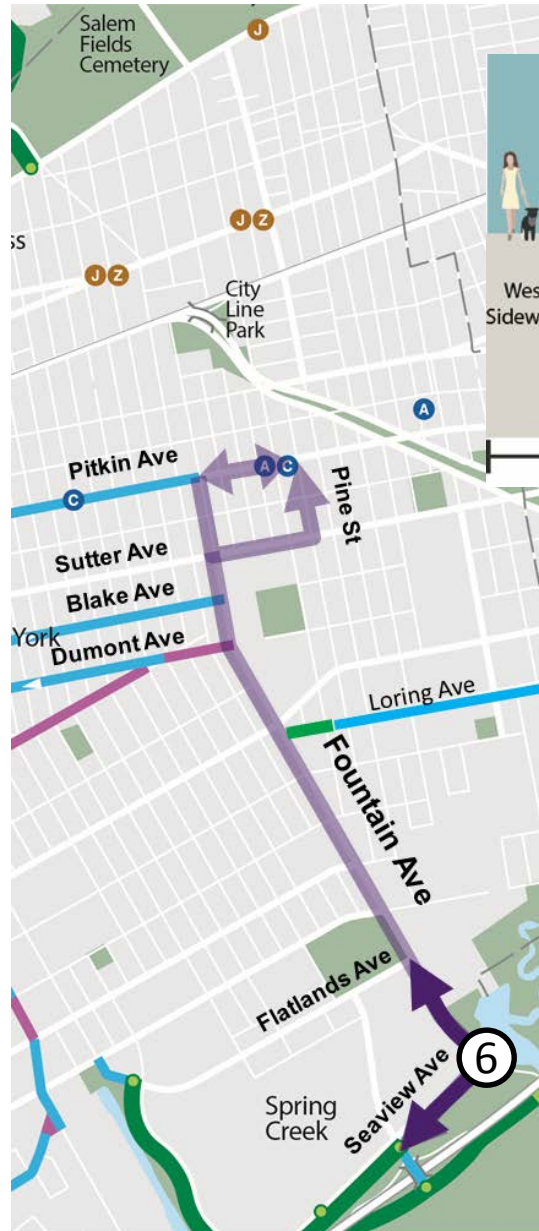 Salem
Fields
Cemetery
J
J Z
ss
J Z
City
Line
Park
Wes
Sidew
A
Pitkin Ave
A C
C
Pine St
Sutter Ave
Blake Ave
York
Dumont Ave
Loring Ave
Fountain Ave
Flatlands Ave
Seaview Ave
6
Spring
Creek